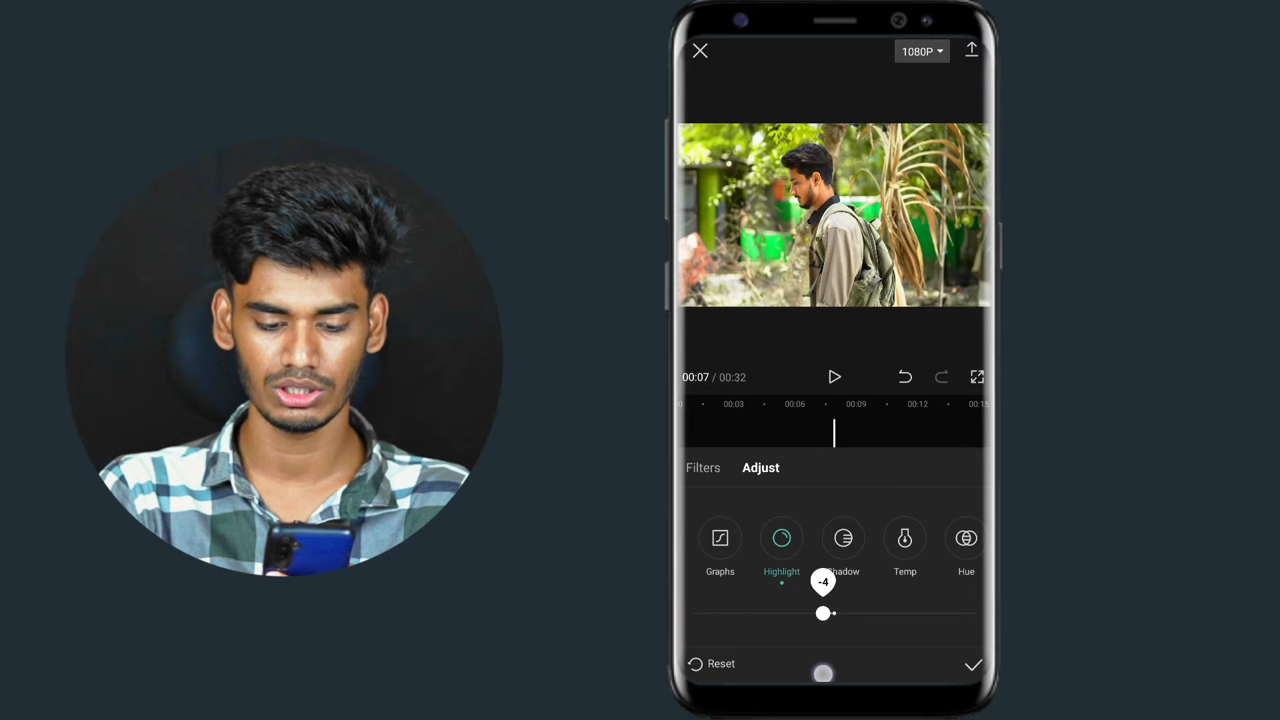 1080P
00:07 / 00:32
00:03 00:06 00:09 00:12 00:15
Filters Adjust
Graphs Highlight Shadow Temp Hue
-4
Reset